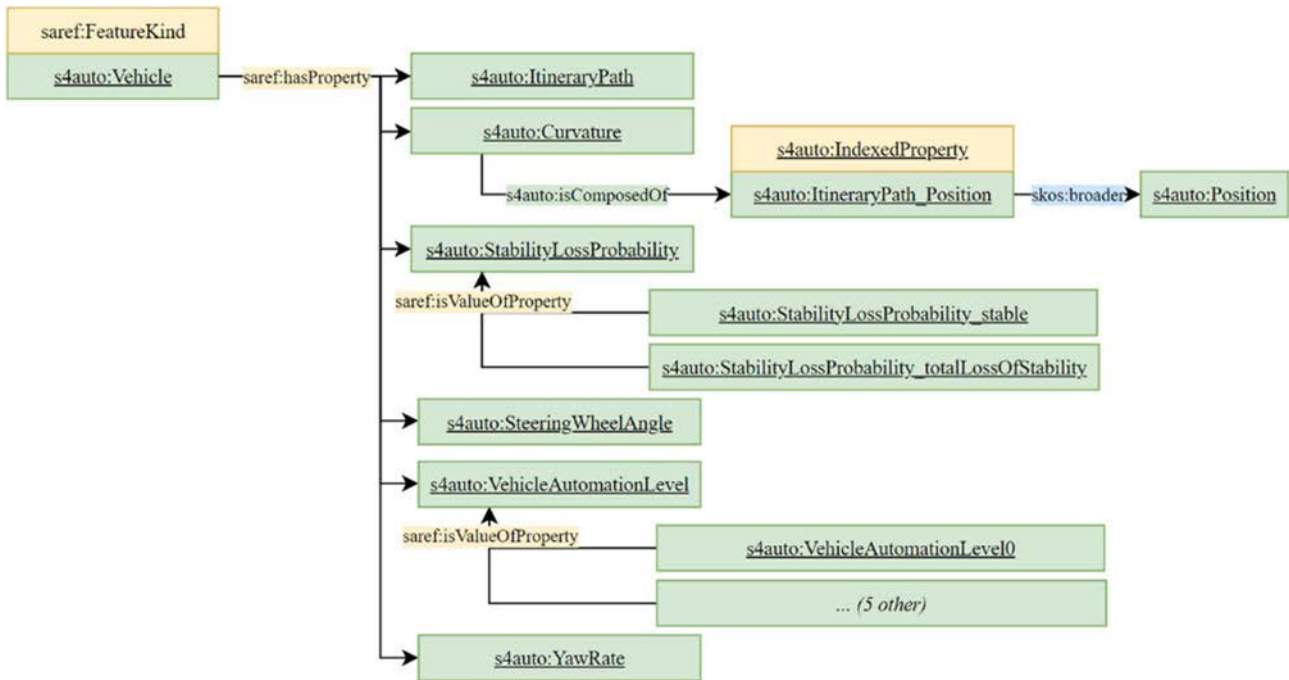 saref:FeatureKind
s4auto:Vehicle
saref:hasProperty
s4auto:ItineraryPath
s4auto:Curvature
s4auto:IndexedProperty
s4auto:isComposedOf
s4auto:ItineraryPath_Position
skos:broader
s4auto:Position
s4auto:StabilityLossProbability
saref:isValueOfProperty
s4auto:StabilityLossProbability_stable
s4auto:StabilityLossProbability_totalLossOfStability
s4auto:SteeringWheelAngle
s4auto:VehicleAutomationLevel
saref:isValueOfProperty
s4auto:VehicleAutomationLevel0
... (5 other)
s4auto:YawRate